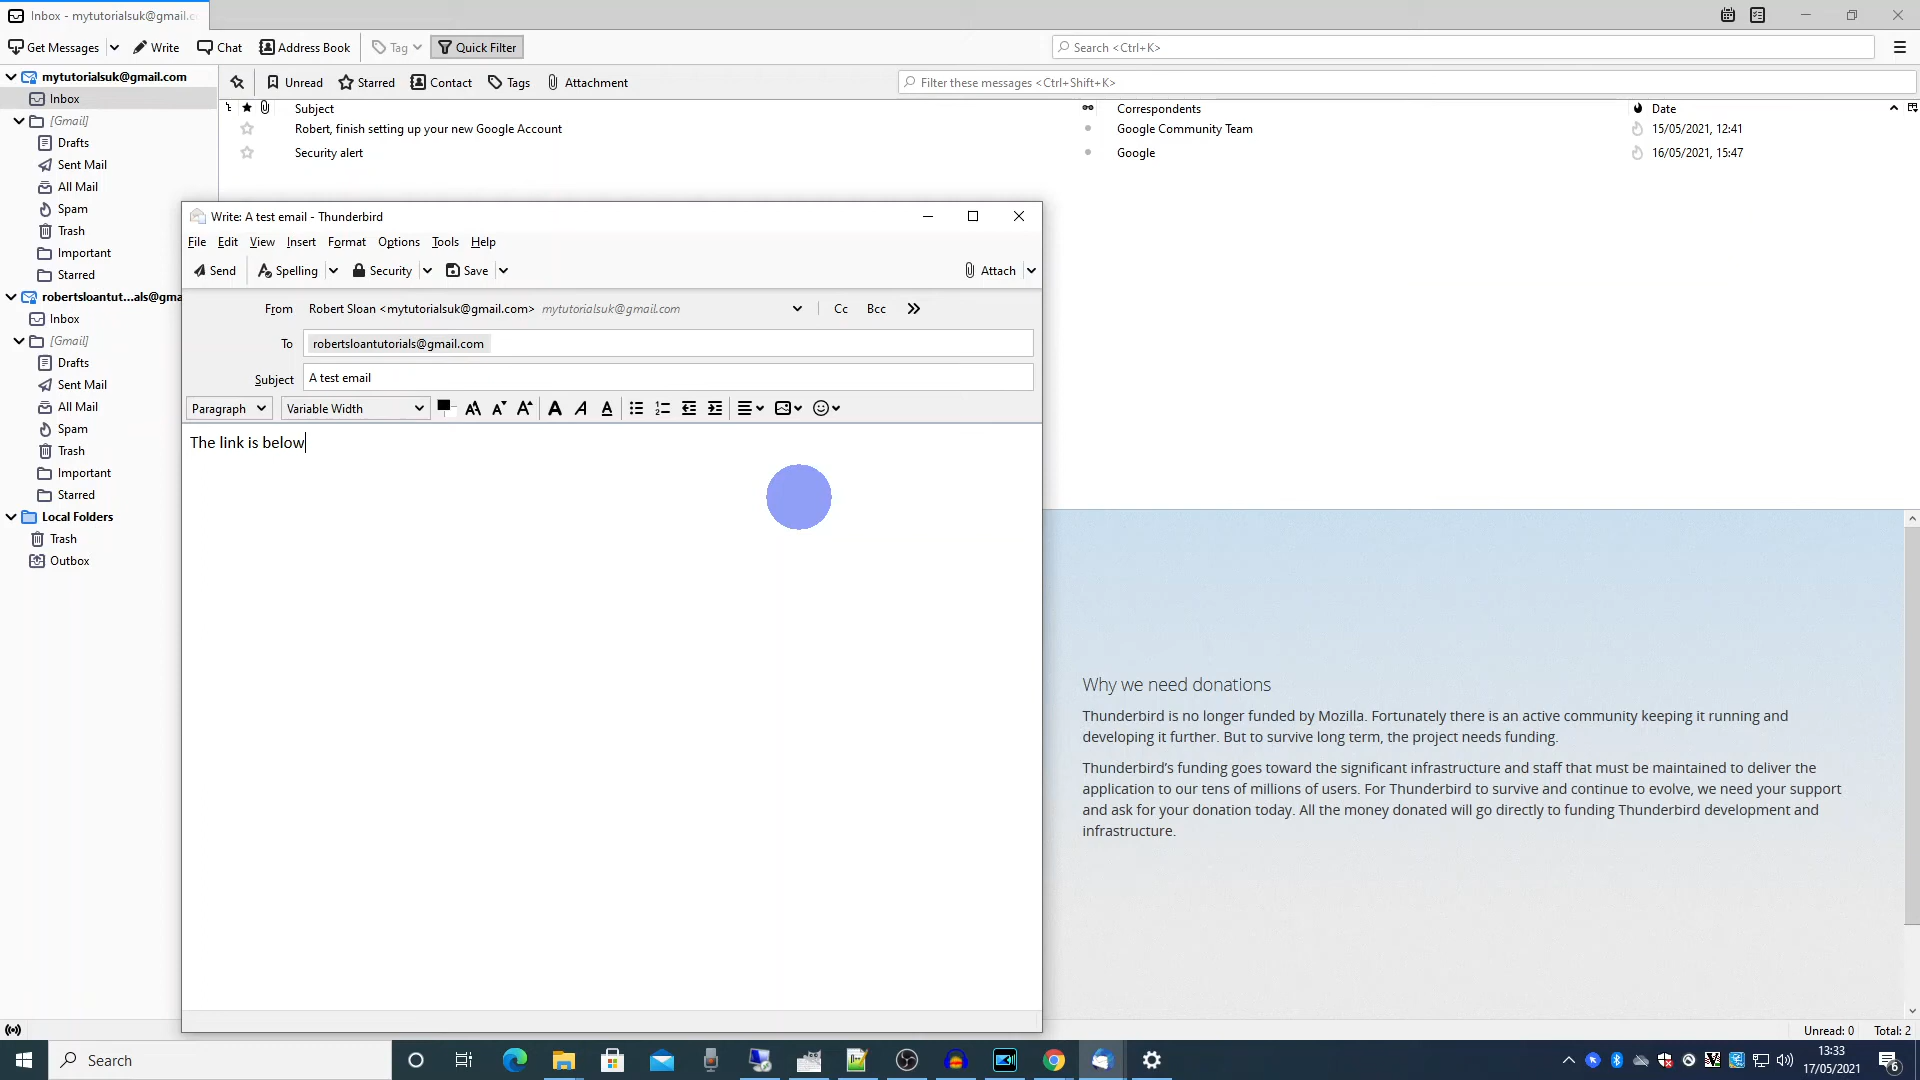 Inbox - mytutorialsuk@gmail.c
Get Messages Write Chat Address Book Tag Quick Filter Search <Ctrl+K>
mytutorialsuk@gmail.com
Inbox
[Gmail]
Drafts
Sent Mail
All Mail
Spam
Trash
Important
Starred
robertsloantut...als@gma
Inbox
[Gmail]
Drafts
Sent Mail
All Mail
Spam
Trash
Important
Starred
Local Folders
Trash
Outbox
Unread Starred Contact Tags Attachment Filter these messages <Ctrl+Shift+K>
Subject Correspondents Date
Robert, finish setting up your new Google Account Google Community Team 15/05/2021, 12:41
Security alert Google 16/05/2021, 15:47
Write: A test email - Thunderbird
File Edit View Insert Format Options Tools Help
Send Spelling Security Save Attach
From Robert Sloan <mytutorialsuk@gmail.com> mytutorialsuk@gmail.com Cc Bcc
To robertsloantutorials@gmail.com
Subject A test email
Paragraph Variable Width
The link is below
Why we need donations
Thunderbird is no longer funded by Mozilla. Fortunately there is an active community keeping it running and
developing it further. But to survive long term, the project needs funding.
Thunderbird’s funding goes toward the significant infrastructure and staff that must be maintained to deliver the
application to our tens of millions of users. For Thunderbird to survive and continue to evolve, we need your support
and ask for your donation today. All the money donated will go directly to funding Thunderbird development and
infrastructure.
Unread: 0 Total: 2
Search
13:33
17/05/2021
6